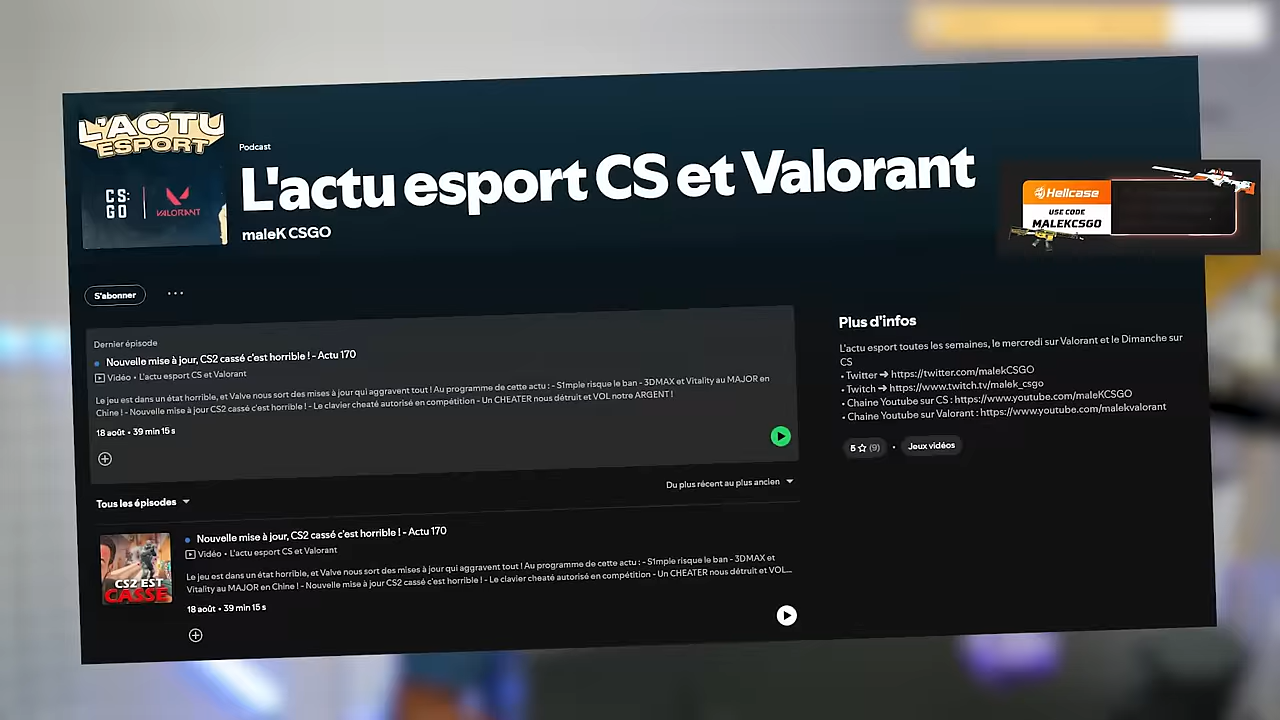 L'ACTU
ESPORT
CS:
GO
VALORANT
Podcast
L'actu esport CS et Valorant
maleK CSGO
Hellcase
USE CODE
MALEKCSGO
S'abonner
Dernier épisode
Nouvelle mise à jour, CS2 cassé c'est horrible ! - Actu 170
Vidéo • L'actu esport CS et Valorant
Le jeu est dans un état horrible, et Valve nous sort des mises à jour qui aggravent tout ! Au programme de cette actu : - S1mple risque le ban - 3DMAX et Vitality au MAJOR en
Chine ! - Nouvelle mise à jour CS2 cassé c'est horrible ! - Le clavier cheaté autorisé en compétition - Un CHEATER nous détruit et VOL notre ARGENT !
18 août • 39 min 15 s
Plus d'infos
L'actu esport toutes les semaines, le mercredi sur Valorant et le Dimanche sur
CS
• Twitter ➔ https://twitter.com/malekCSGO
• Twitch ➔ https://www.twitch.tv/malek_csgo
• Chaine Youtube sur CS : https://www.youtube.com/maleKCSGO
• Chaine Youtube sur Valorant : https://www.youtube.com/malekvalorant
5 ☆ (9) • Jeux vidéos
Tous les épisodes
Du plus récent au plus ancien
CS2 EST
CASSÉ
Nouvelle mise à jour, CS2 cassé c'est horrible ! - Actu 170
Vidéo • L'actu esport CS et Valorant
Le jeu est dans un état horrible, et Valve nous sort des mises à jour qui aggravent tout ! Au programme de cette actu : - S1mple risque le ban - 3DMAX et
Vitality au MAJOR en Chine ! - Nouvelle mise à jour CS2 cassé c'est horrible ! - Le clavier cheaté autorisé en compétition - Un CHEATER nous détruit et VOL...
18 août • 39 min 15 s